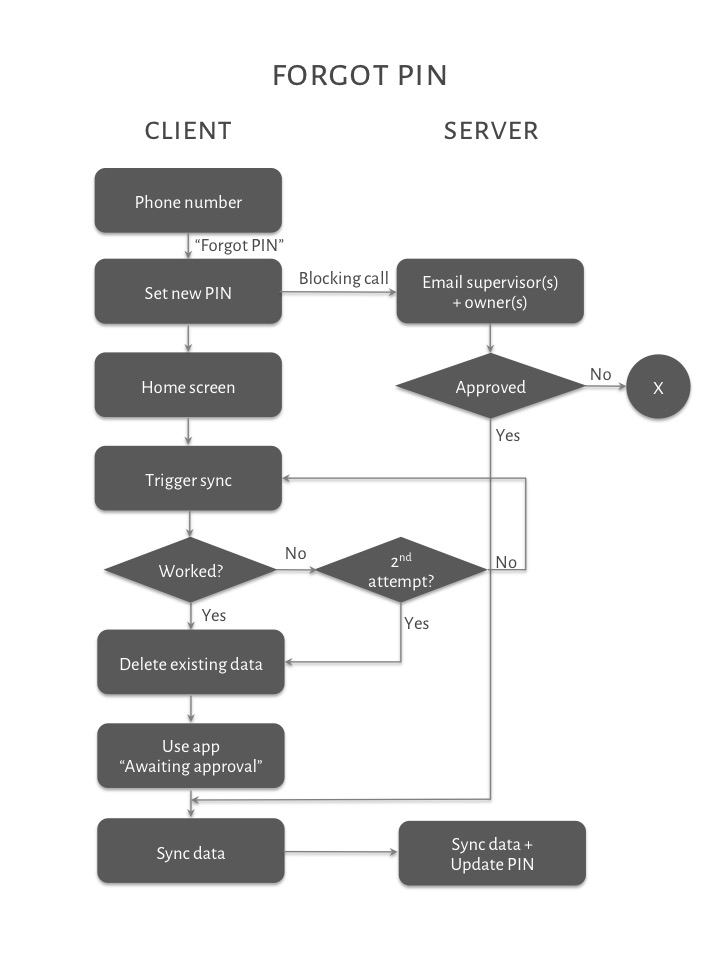 FORGOT PIN
CLIENT
SERVER
Phone number
“Forgot PIN”
Set new PIN
Blocking call
Email supervisor(s)
+ owner(s)
Home screen
Approved
No
X
Yes
Trigger sync
Worked?
No
2nd
attempt?
No
Yes
Yes
Delete existing data
Use app
“Awaiting approval”
Sync data
Sync data +
Update PIN